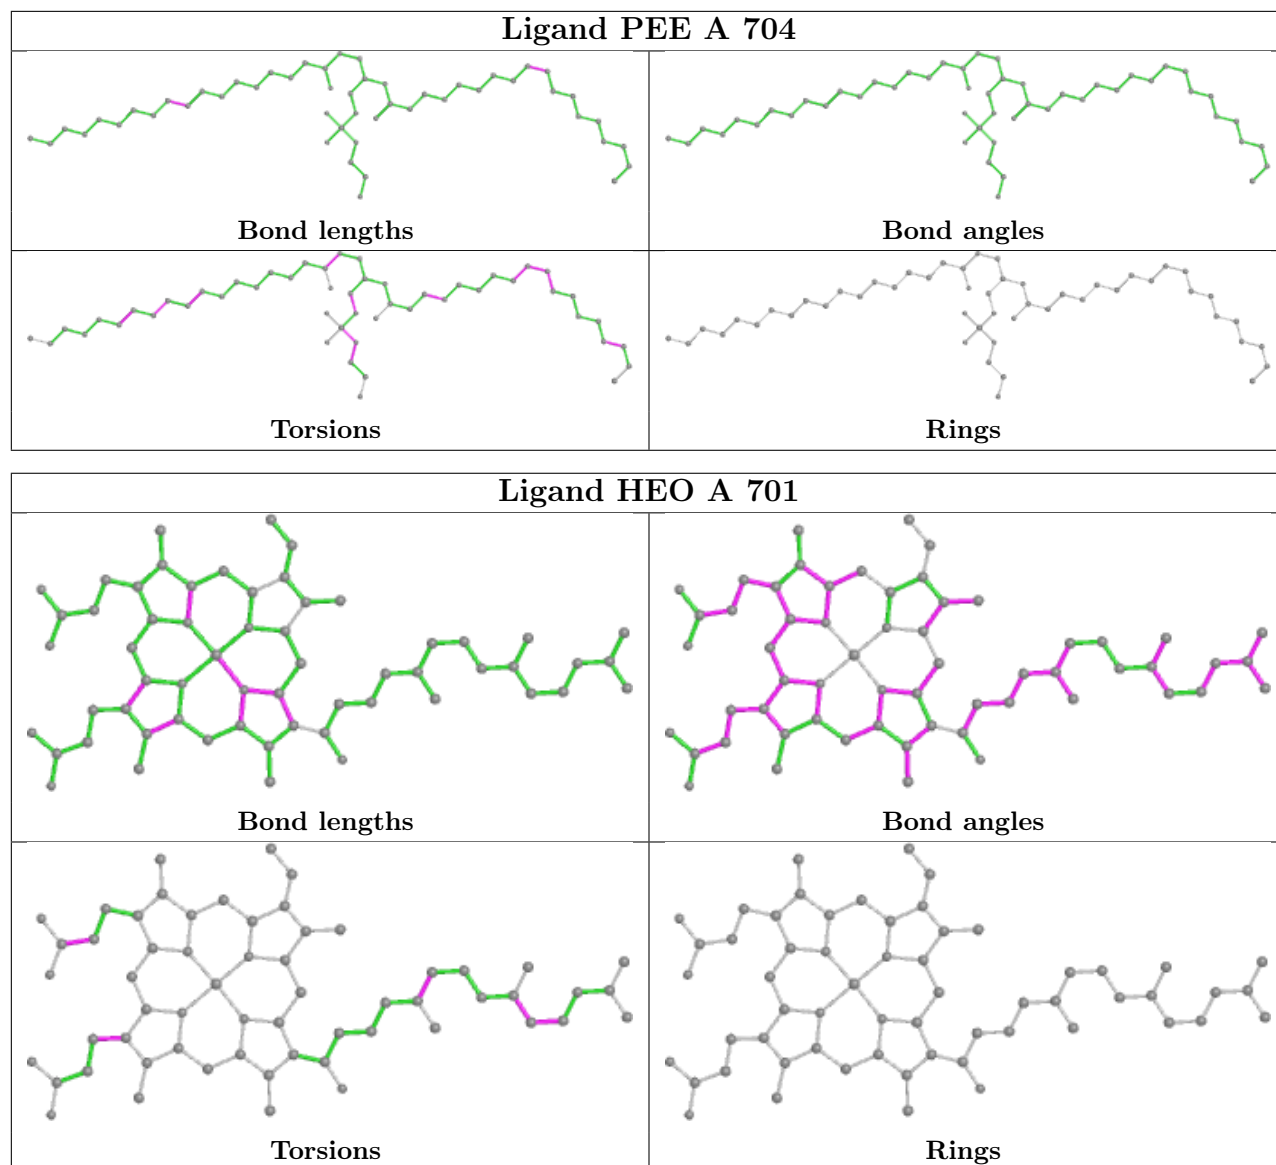 Ligand PEE A 704
Bond lengths
Bond angles
Torsions
Rings
Ligand HEO A 701
Bond lengths
Bond angles
Torsions
Rings